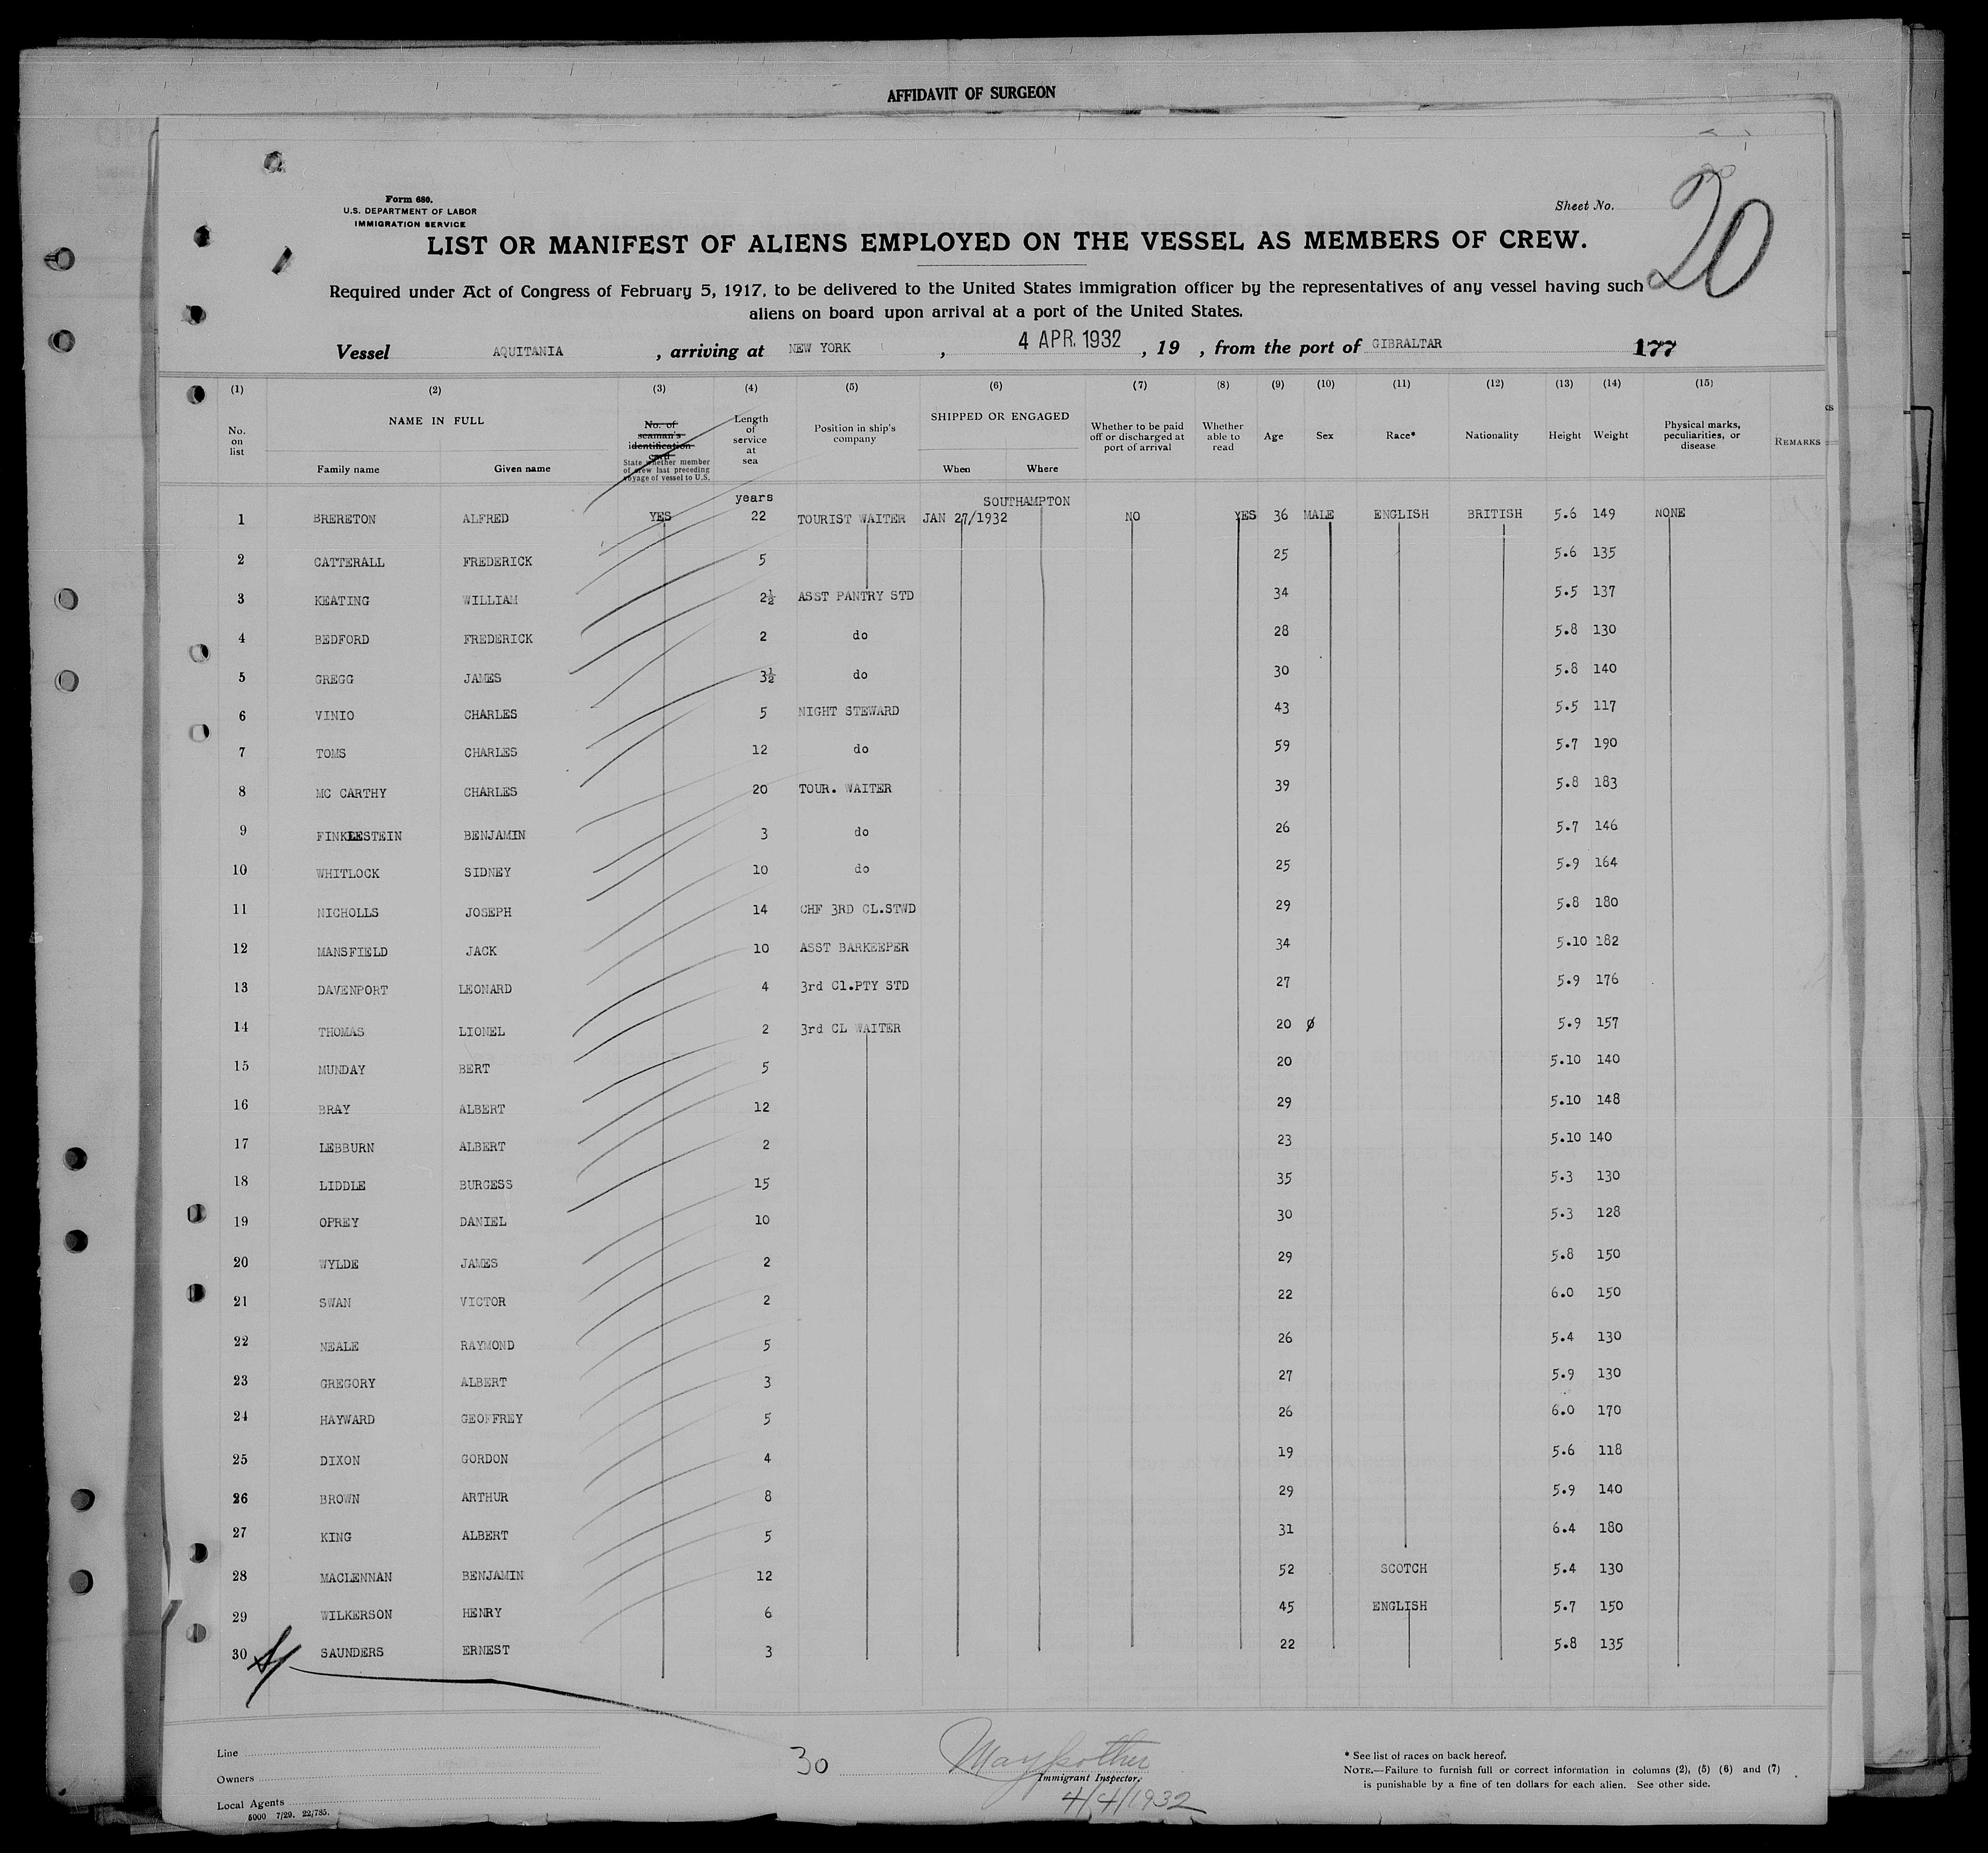 AFFIDAVIT OF SURGEON
Form 680.
U.S. DEPARTMENT OF LABOR
IMMIGRATION SERVICE
Sheet No. 20
LIST OR MANIFEST OF ALIENS EMPLOYED ON THE VESSEL AS MEMBERS OF CREW.
Required under Act of Congress of February 5, 1917, to be delivered to the United States immigration officer by the representatives of any vessel having such
aliens on board upon arrival at a port of the United States.
Vessel AQUITANIA, arriving at NEW YORK, 4 APR. 1932, 19 , from the port of GIBRALTAR 177
(1) (2) (3) (4) (5) (6) (7) (8) (9) (10) (11) (12) (13) (14) (15)
No. on list NAME IN FULL Family name Given name No. of seaman's identification card State whether member of crew last preceding voyage of vessel to U.S. Length of service at sea Position in ship's company SHIPPED OR ENGAGED When Where Whether to be paid off or discharged at port of arrival Whether able to read Age Sex Race* Nationality Height Weight Physical marks, peculiarities, or disease REMARKS
years SOUTHAMPTON
1 BRERETON ALFRED YES 22 TOURIST WAITER JAN 27/1932 NO YES 36 MALE ENGLISH BRITISH 5.6 149 NONE
2 CATTERALL FREDERICK 5 25 5.6 135
3 KEATING WILLIAM 2½ ASST PANTRY STD 34 5.5 137
4 BEDFORD FREDERICK 2 do 28 5.8 130
5 GREGG JAMES 3½ do 30 5.8 140
6 VINIO CHARLES 5 NIGHT STEWARD 43 5.5 117
7 TOMS CHARLES 12 do 59 5.7 190
8 MC CARTHY CHARLES 20 TOUR. WAITER 39 5.8 183
9 FINKLESTEIN BENJAMIN 3 do 26 5.7 146
10 WHITLOCK SIDNEY 10 do 25 5.9 164
11 NICHOLLS JOSEPH 14 CHF 3RD CL.STWD 29 5.8 180
12 MANSFIELD JACK 10 ASST BARKEEPER 34 5.10 182
13 DAVENPORT LEONARD 4 3rd Cl.PTY STD 27 5.9 176
14 THOMAS LIONEL 2 3rd CL WAITER 20 Ø 5.9 157
15 MUNDAY BERT 5 20 5.10 140
16 BRAY ALBERT 12 29 5.10 148
17 LEBBURN ALBERT 2 23 5.10 140
18 LIDDLE BURGESS 15 35 5.3 130
19 OPREY DANIEL 10 30 5.3 128
20 WYLDE JAMES 2 29 5.8 150
21 SWAN VICTOR 2 22 6.0 150
22 NEALE RAYMOND 5 26 5.4 130
23 GREGORY ALBERT 3 27 5.9 130
24 HAYWARD GEOFFREY 5 26 6.0 170
25 DIXON GORDON 4 19 5.6 118
26 BROWN ARTHUR 8 29 5.9 140
27 KING ALBERT 5 31 6.4 180
28 MACLENNAN BENJAMIN 12 52 SCOTCH 5.4 130
29 WILKERSON HENRY 6 45 ENGLISH 5.7 150
30 SAUNDERS ERNEST 3 22 5.8 135
Line
Owners
Local Agents
5000 7/29. 22,785.
30
Immigrant Inspector.
4/4/1932
* See list of races on back hereof.
NOTE.—Failure to furnish full or correct information in columns (2), (5) (6) and (7)
is punishable by a fine of ten dollars for each alien. See other side.